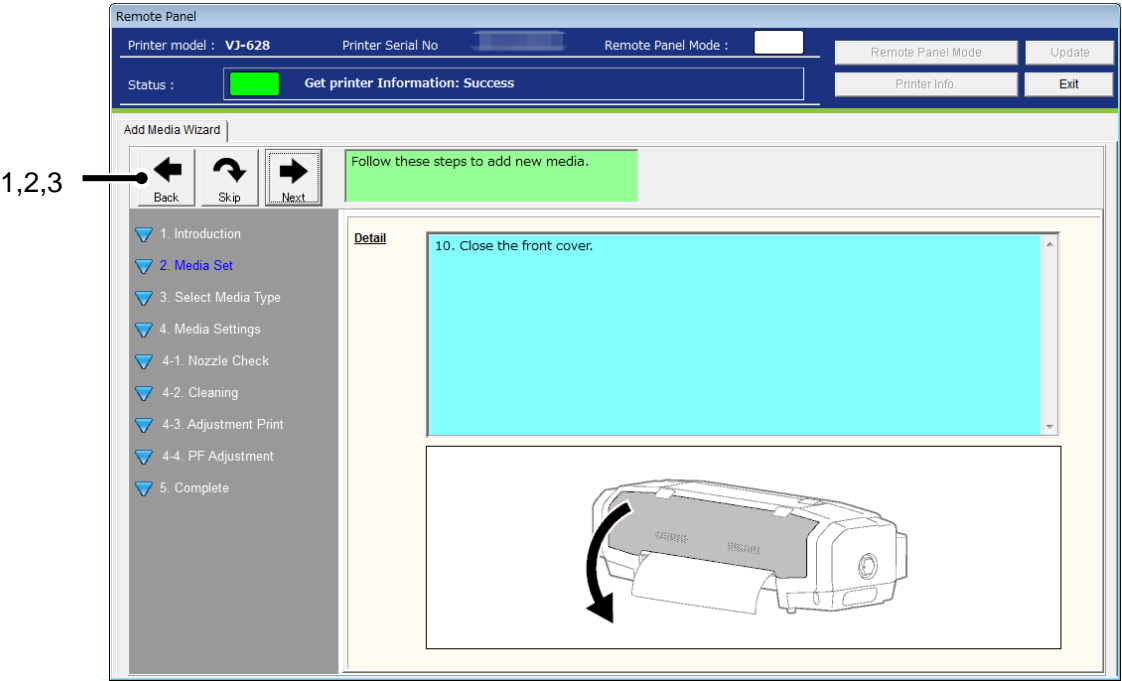 Remote Panel
Printer model : VJ-628 Printer Serial No Remote Panel Mode :
Remote Panel Mode Update
Status : Get printer Information: Success
Printer Info. Exit
Add Media Wizard
1,2,3
Back Skip Next
Follow these steps to add new media.
1. Introduction
2. Media Set
3. Select Media Type
4. Media Settings
4-1. Nozzle Check
4-2. Cleaning
4-3. Adjustment Print
4-4. PF Adjustment
5. Complete
Detail
10. Close the front cover.